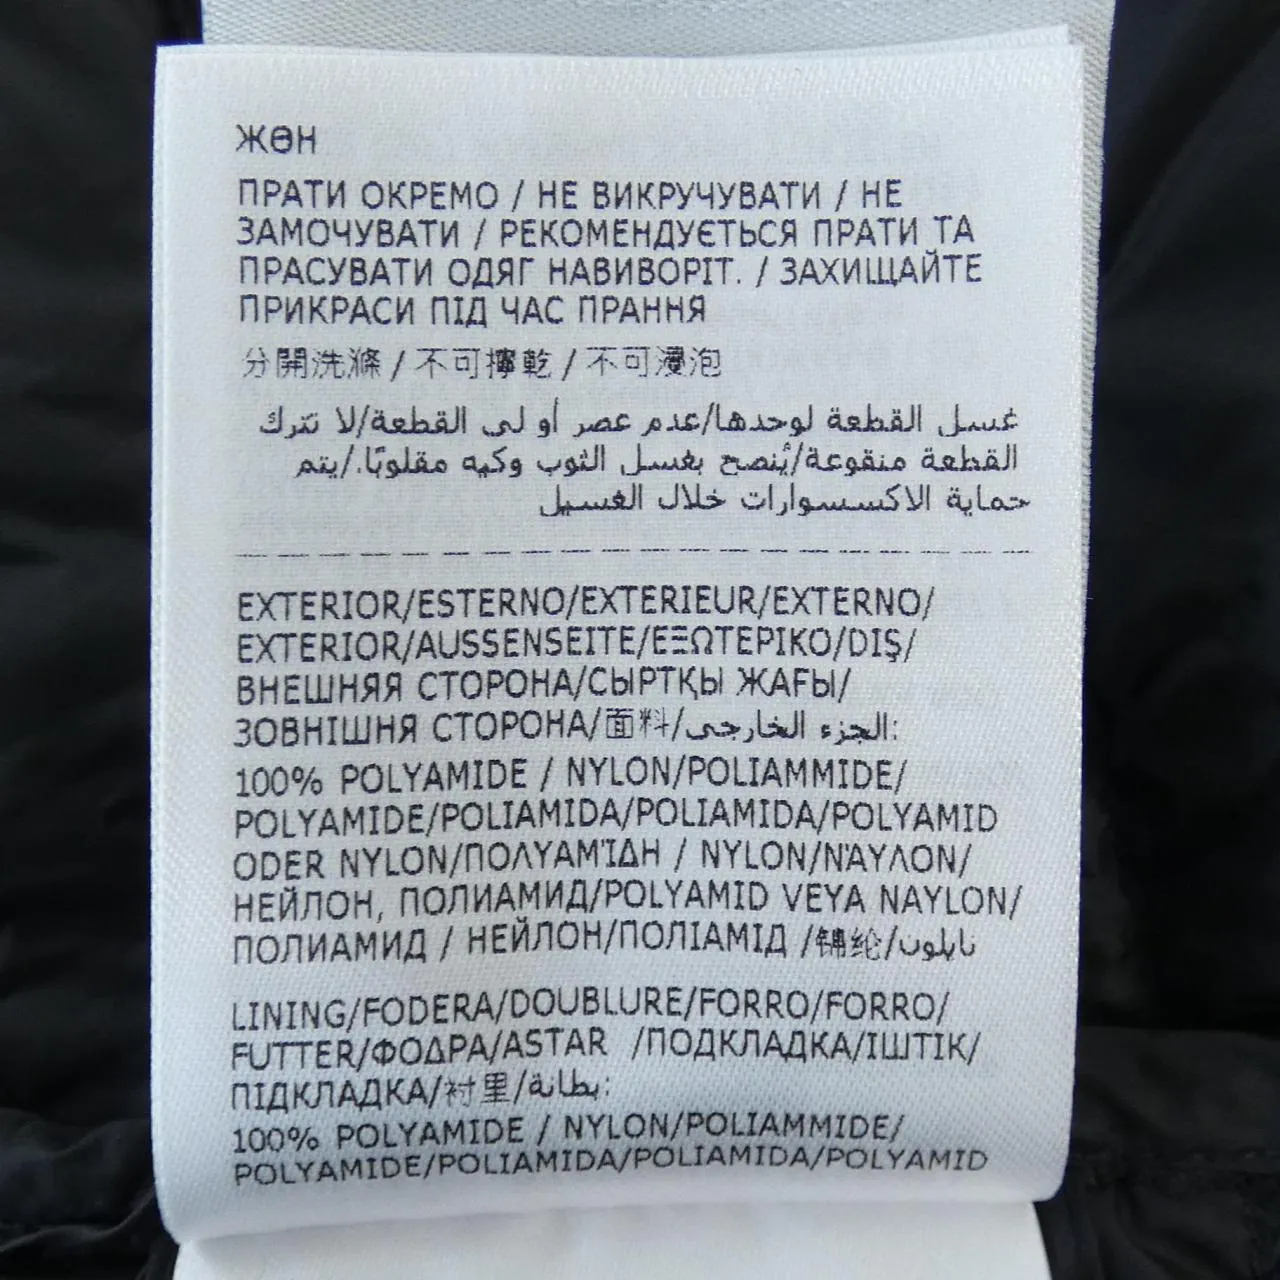 ЖӨН
ПРАТИ ОКРЕМО / НЕ ВИКРУЧУВАТИ / НЕ
ЗАМОЧУВАТИ / РЕКОМЕНДУЄТЬСЯ ПРАТИ ТА
ПРАСУВАТИ ОДЯГ НАВИВОРІТ. / ЗАХИЩАЙТЕ
ПРИКРАСИ ПІД ЧАС ПРАННЯ
分開洗滌 / 不可擰乾 / 不可浸泡
غسل القطعة لوحدها/عدم عصر أو لي القطعة/لا تترك
القطعة منقوعة/يُنصح بغسل الثوب وكيه مقلوبًا./يتم
حماية الاكسسوارات خلال الغسيل
EXTERIOR/ESTERNO/EXTERIEUR/EXTERNO/
EXTERIOR/AUSSENSEITE/ΕΞΩΤΕΡΙΚΟ/DIŞ/
ВНЕШНЯЯ СТОРОНА/СЫРТҚЫ ЖАҒЫ/
ЗОВНІШНЯ СТОРОНА/面料/الجزء الخارجي:
100% POLYAMIDE / NYLON/POLIAMMIDE/
POLYAMIDE/POLIAMIDA/POLIAMIDA/POLYAMID
ODER NYLON/ΠΟΛΥΑΜΊΔΗ / NYLON/ΝΆΥΛΟΝ/
НЕЙЛОН, ПОЛИАМИД/POLYAMID VEYA NAYLON/
ПОЛИАМИД / НЕЙЛОН/ПОЛІАМІД /锦纶/نايلون
LINING/FODERA/DOUBLURE/FORRO/FORRO/
FUTTER/ΦΟΔΡΑ/ASTAR /ПОДКЛАДКА/ІШТІК/
ПІДКЛАДКА/衬里/بطانة:
100% POLYAMIDE / NYLON/POLIAMMIDE/
POLYAMIDE/POLIAMIDA/POLIAMIDA/POLYAMID